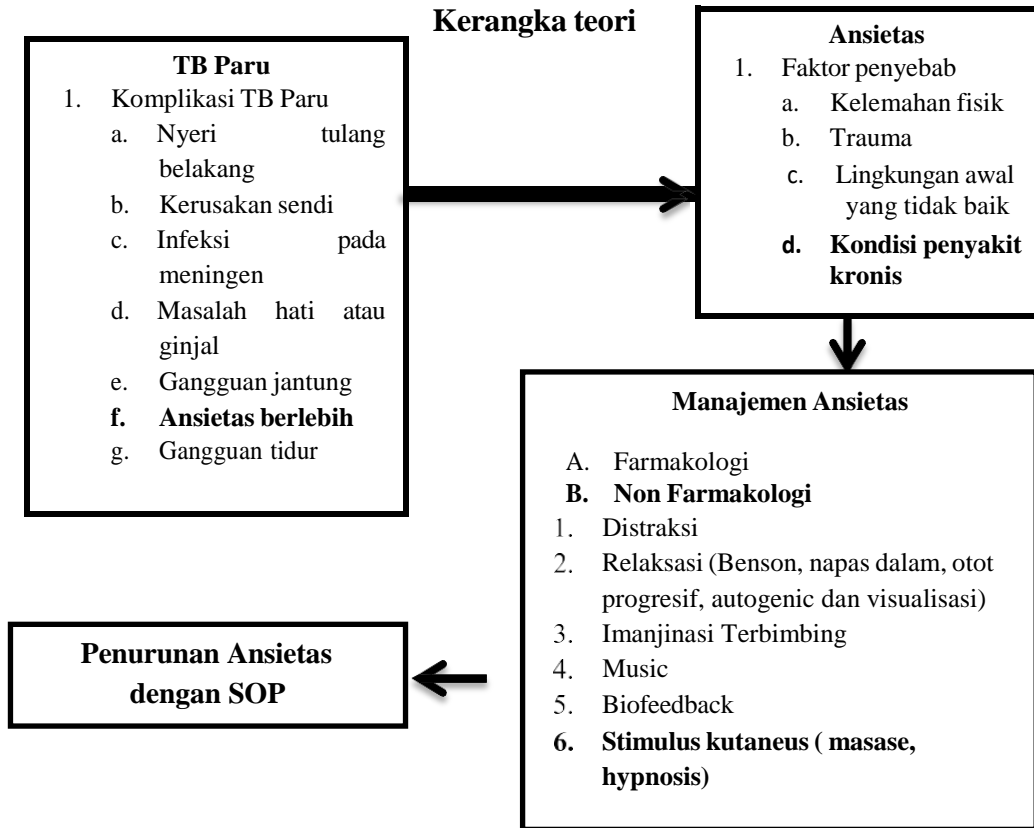 Kerangka teori
TB Paru
1. Komplikasi TB Paru
a. Nyeri tulang
belakang
b. Kerusakan sendi
c. Infeksi pada
meningen
d. Masalah hati atau
ginjal
e. Gangguan jantung
f. Ansietas berlebih
g. Gangguan tidur
Ansietas
1. Faktor penyebab
a. Kelemahan fisik
b. Trauma
c. Lingkungan awal
yang tidak baik
d. Kondisi penyakit
kronis
Manajemen Ansietas
A. Farmakologi
B. Non Farmakologi
1. Distraksi
2. Relaksasi (Benson, napas dalam, otot
progresif, autogenic dan visualisasi)
3. Imanjinasi Terbimbing
4. Music
5. Biofeedback
6. Stimulus kutaneus ( masase,
hypnosis)
Penurunan Ansietas
dengan SOP